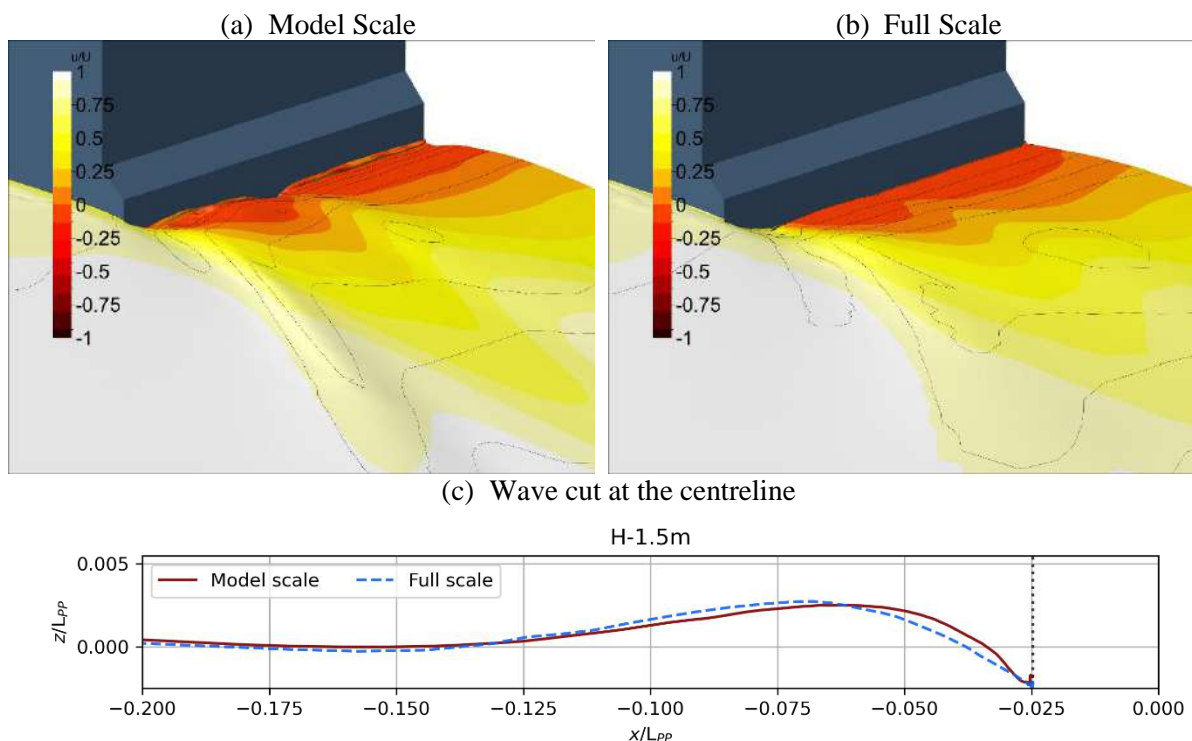 (a) Model Scale
(b) Full Scale
u/U
1
0.75
0.5
0.25
0
-0.25
-0.5
-0.75
-1
u/U
1
0.75
0.5
0.25
0
-0.25
-0.5
-0.75
-1
(c) Wave cut at the centreline
H-1.5m
0.005
0.000
z/LPP
Model scale
Full scale
−0.200 −0.175 −0.150 −0.125 −0.100 −0.075 −0.050 −0.025 0.000
x/LPP